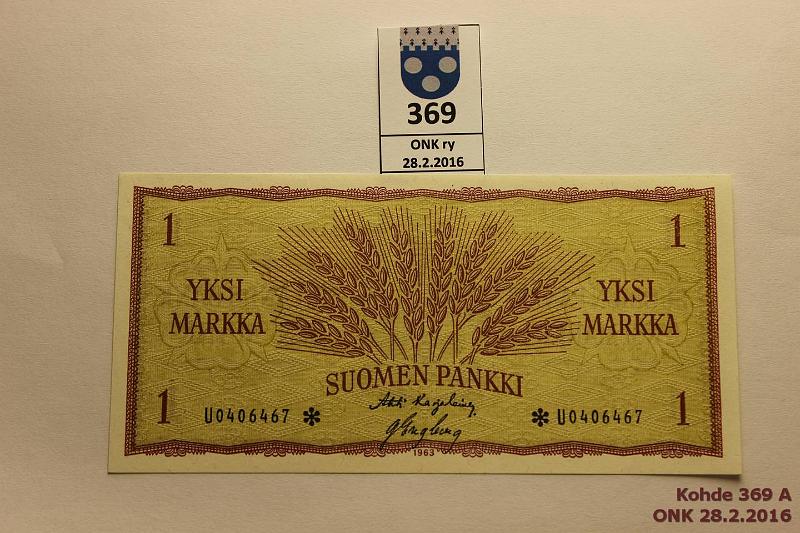 369
ONK ry
28.2.2016
1 1
YKSI YKSI
MARKKA MARKKA
SUOMEN PANKKI
1 U0406467 * * U0406467 1
1963
Kohde 369 A
ONK 28.2.2016